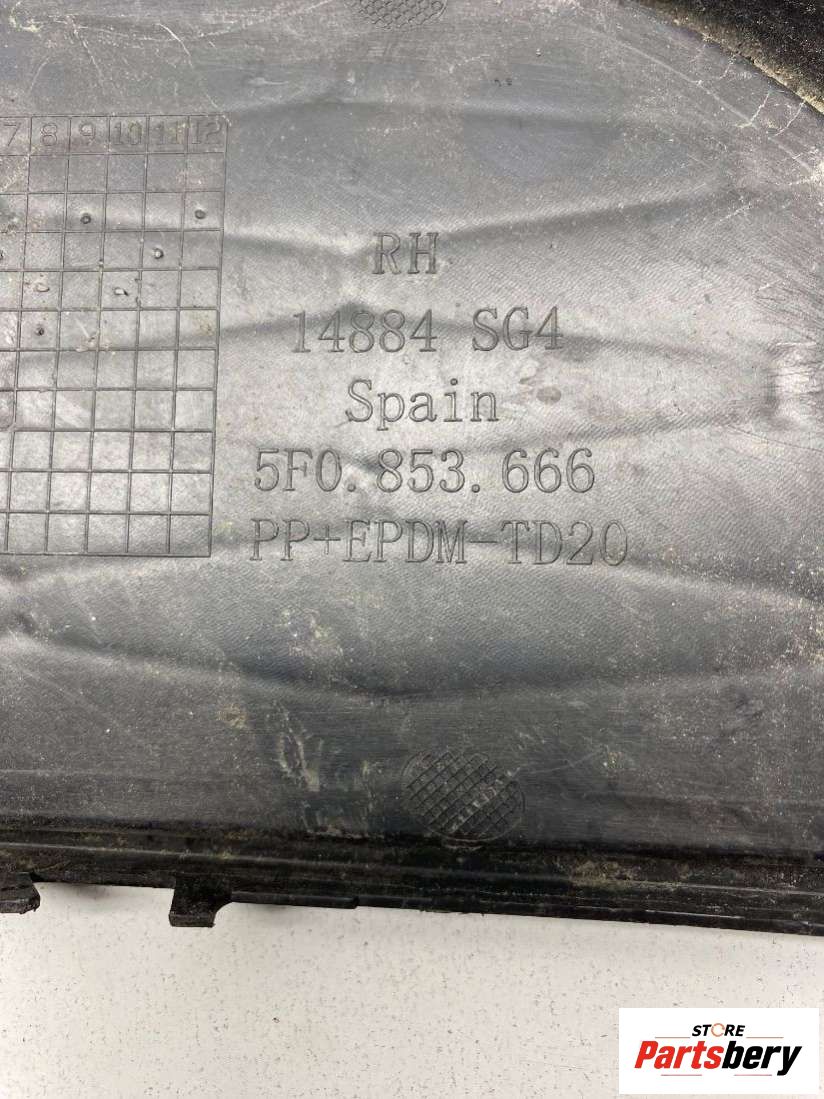 7 8 9 10 11 12
RH
14884 SG4
Spain
5F0.853.666
PP+EPDM-TD20
STORE
Partsbery